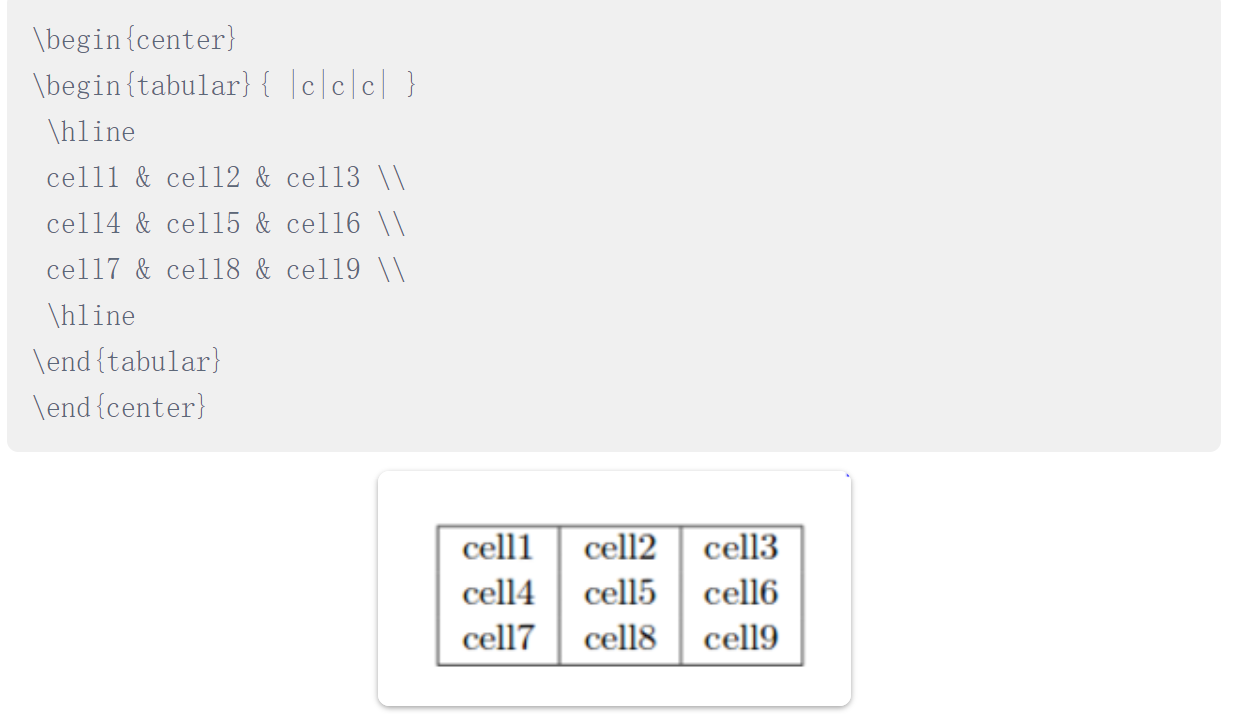 \begin{center}
\begin{tabular}{ |c|c|c| }
 \hline
 cell1 & cell2 & cell3 \\
 cell4 & cell5 & cell6 \\
 cell7 & cell8 & cell9 \\
 \hline
\end{tabular}
\end{center}
cell1 cell2 cell3
cell4 cell5 cell6
cell7 cell8 cell9